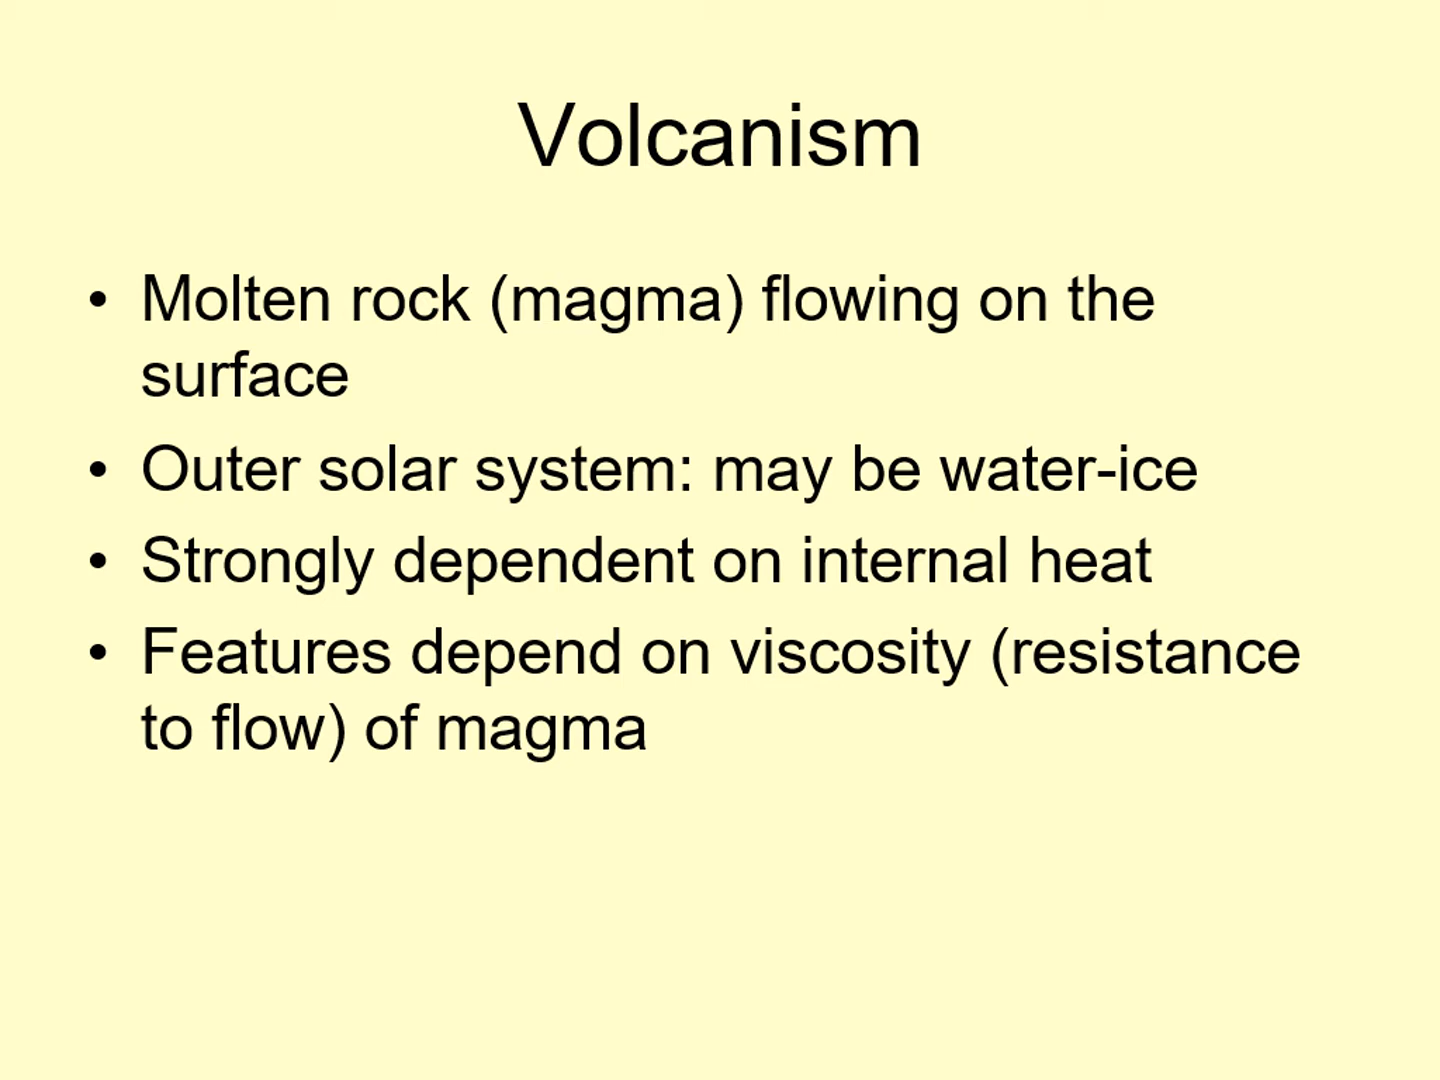 Volcanism
• Molten rock (magma) flowing on the
surface
• Outer solar system: may be water-ice
• Strongly dependent on internal heat
• Features depend on viscosity (resistance
to flow) of magma